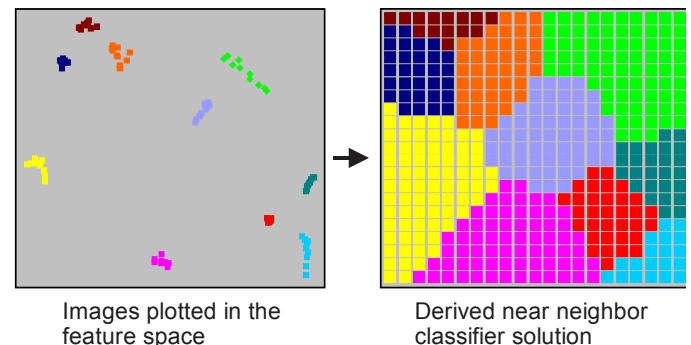 Images plotted in the
feature space
Derived near neighbor
classifier solution